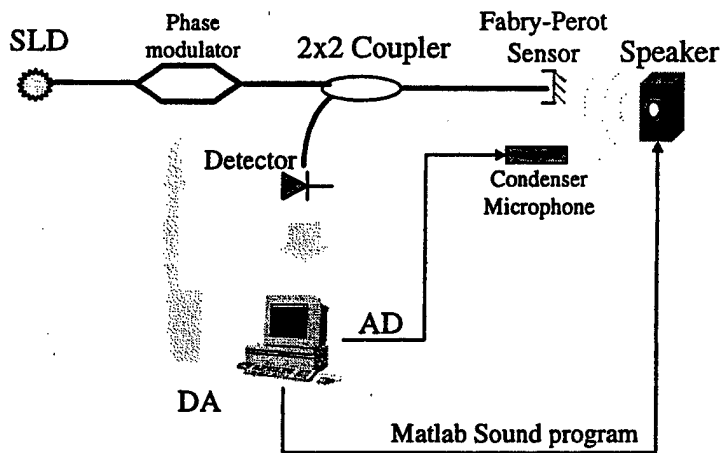 SLD
Phase
modulator
2x2 Coupler
Fabry-Perot
Sensor
Speaker
Detector
Condenser
Microphone
AD
DA
Matlab Sound program